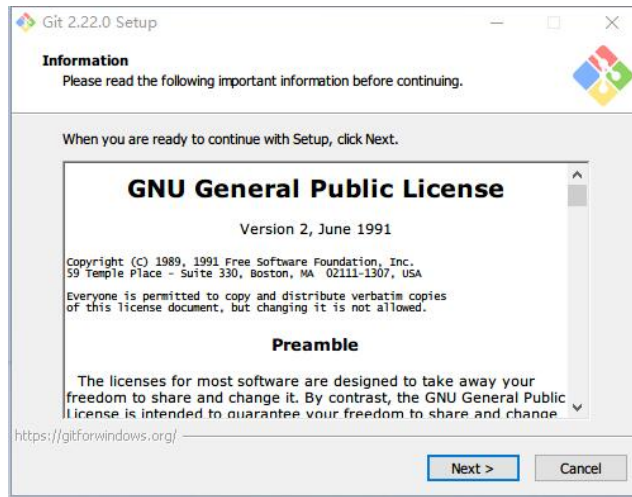 Git 2.22.0 Setup
Information
Please read the following important information before continuing.
When you are ready to continue with Setup, click Next.
GNU General Public License
Version 2, June 1991
Copyright (C) 1989, 1991 Free Software Foundation, Inc.
59 Temple Place - Suite 330, Boston, MA  02111-1307, USA
Everyone is permitted to copy and distribute verbatim copies
of this license document, but changing it is not allowed.
Preamble
The licenses for most software are designed to take away your
freedom to share and change it. By contrast, the GNU General Public
License is intended to guarantee your freedom to share and change
https://gitforwindows.org/
Next >
Cancel